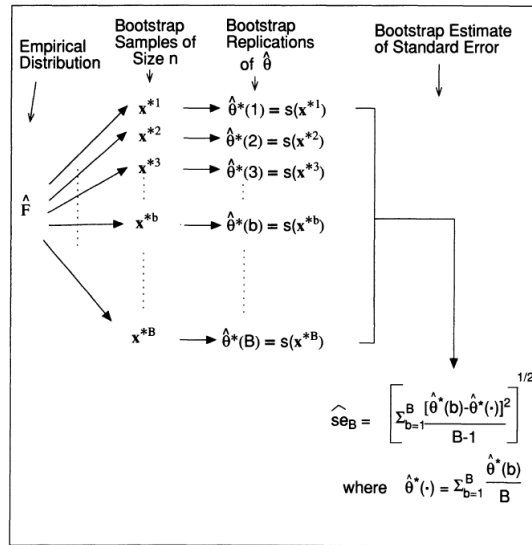 Empirical
Distribution
Bootstrap
Samples of
Size n
Bootstrap
Replications
of θ̂
Bootstrap Estimate
of Standard Error
F̂
x*1 θ̂*(1) = s(x*1)
x*2 θ̂*(2) = s(x*2)
x*3 θ̂*(3) = s(x*3)
x*b θ̂*(b) = s(x*b)
x*B θ̂*(B) = s(x*B)
ŝe_B = [Σ_{b=1}^{B} [θ̂*(b)-θ̂*(·)]² / B-1]^{1/2}
where θ̂*(·) = Σ_{b=1}^{B} θ̂*(b) / B